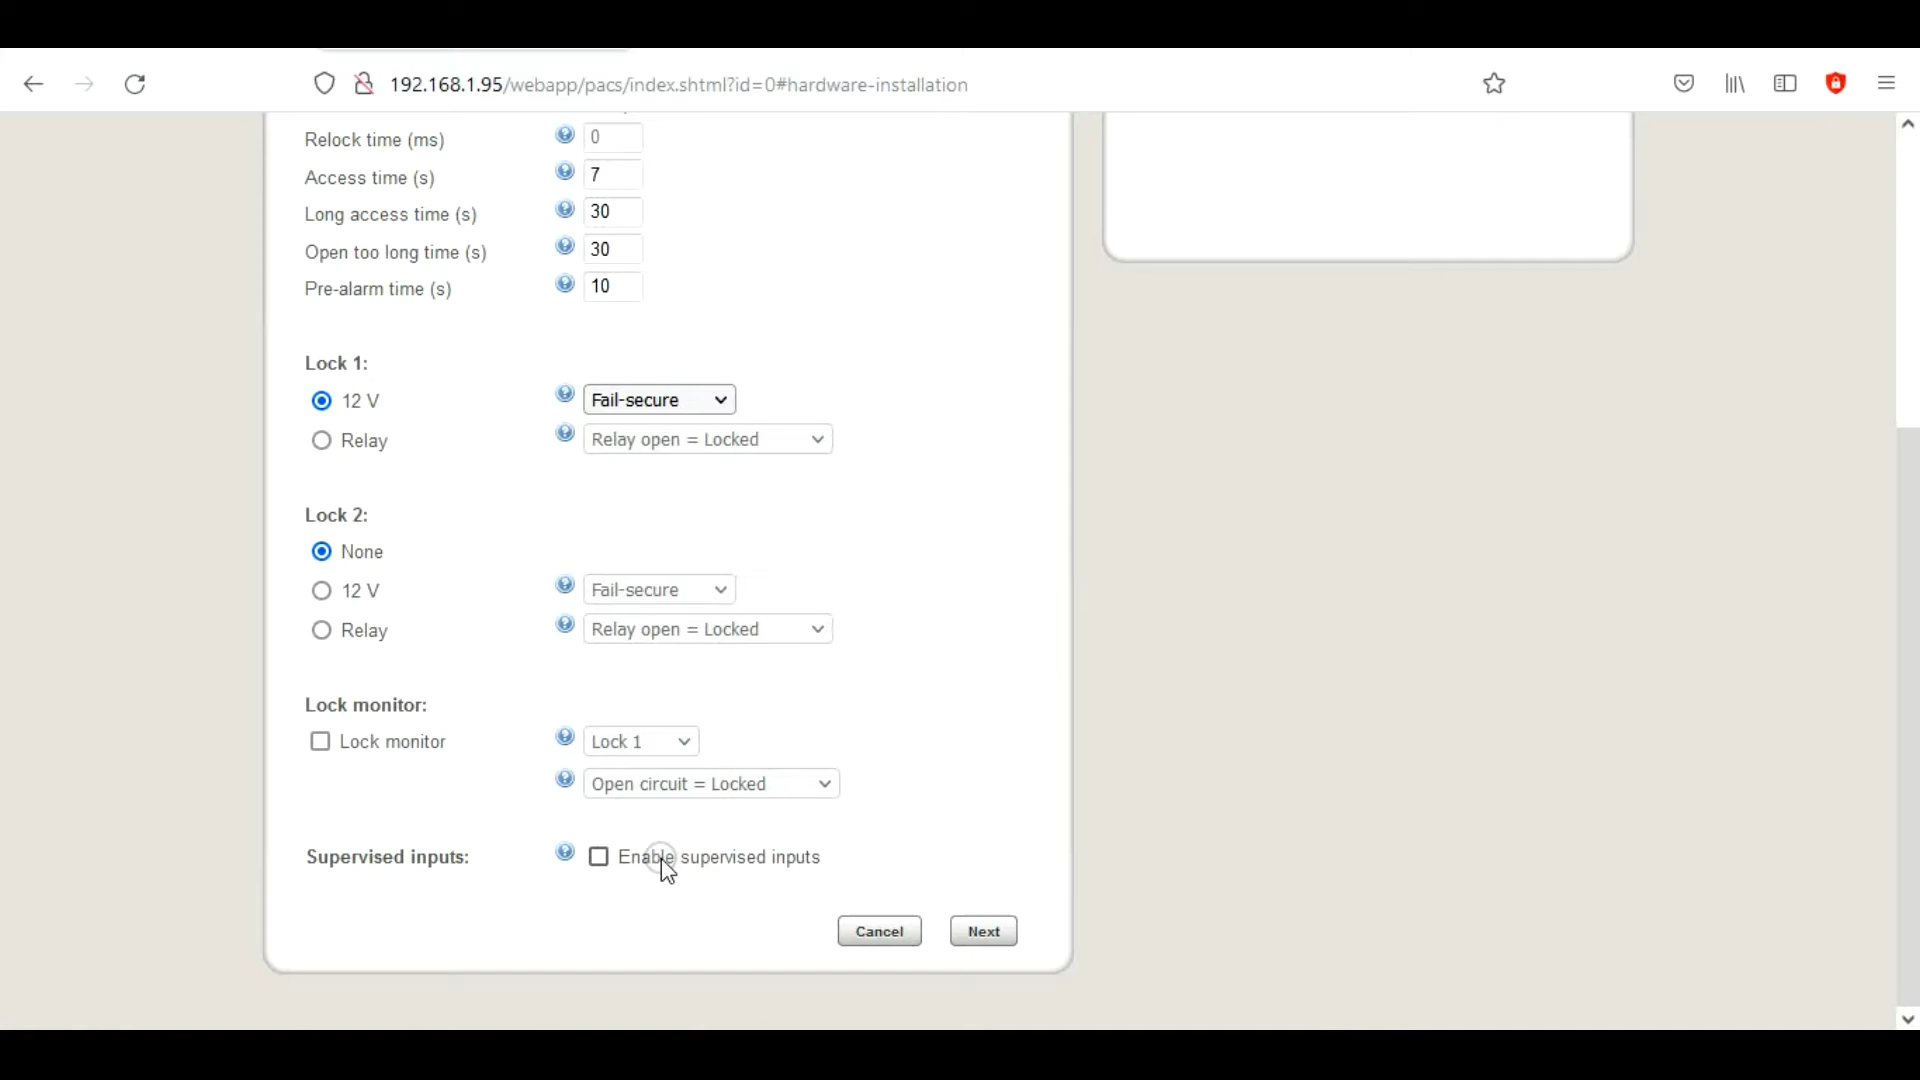 192.168.1.95/webapp/pacs/index.shtml?id=0#hardware-installation
Relock time (ms) 0
Access time (s) 7
Long access time (s) 30
Open too long time (s) 30
Pre-alarm time (s) 10
Lock 1:
12 V Fail-secure
Relay Relay open = Locked
Lock 2:
None
12 V Fail-secure
Relay Relay open = Locked
Lock monitor:
Lock monitor Lock 1
Open circuit = Locked
Supervised inputs: Enable supervised inputs
Cancel Next